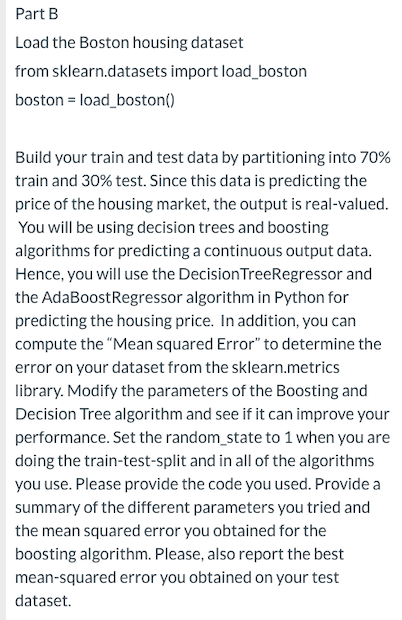 Part B
Load the Boston housing dataset
from sklearn.datasets import load_boston
boston = load_boston()
Build your train and test data by partitioning into 70%
train and 30% test. Since this data is predicting the
price of the housing market, the output is real-valued.
You will be using decision trees and boosting
algorithms for predicting a continuous output data.
Hence, you will use the DecisionTreeRegressor and
the AdaBoostRegressor algorithm in Python for
predicting the housing price. In addition, you can
compute the “Mean squared Error” to determine the
error on your dataset from the sklearn.metrics
library. Modify the parameters of the Boosting and
Decision Tree algorithm and see if it can improve your
performance. Set the random_state to 1 when you are
doing the train-test-split and in all of the algorithms
you use. Please provide the code you used. Provide a
summary of the different parameters you tried and
the mean squared error you obtained for the
boosting algorithm. Please, also report the best
mean-squared error you obtained on your test
dataset.